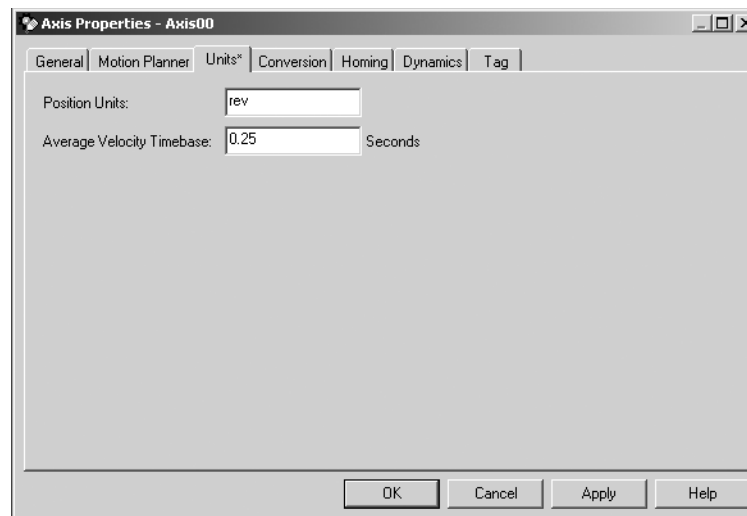 Axis Properties - Axis00
General Motion Planner Units* Conversion Homing Dynamics Tag
Position Units: rev
Average Velocity Timebase: 0.25 Seconds
OK Cancel Apply Help